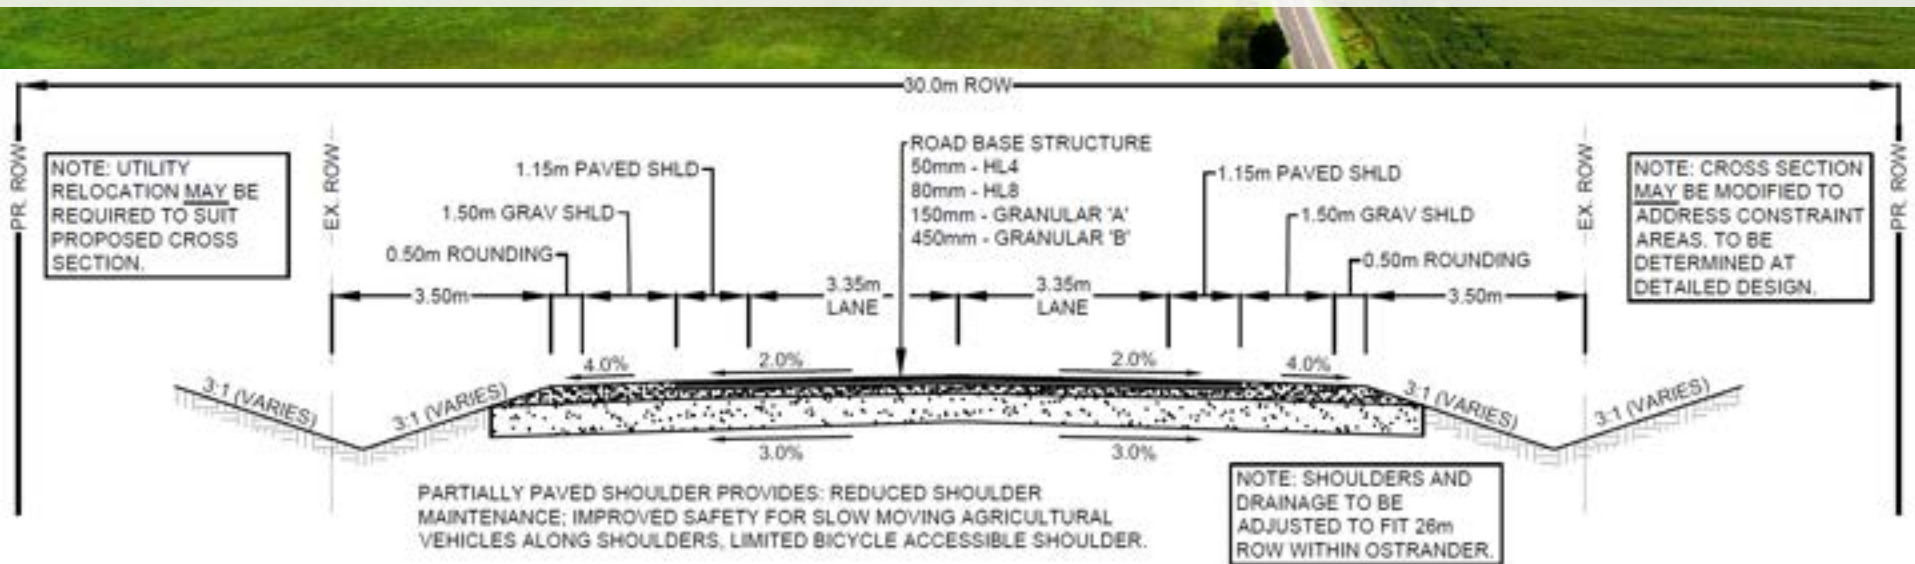 30.0m ROW
PR. ROW
NOTE: UTILITY
RELOCATION MAY BE
REQUIRED TO SUIT
PROPOSED CROSS
SECTION.
EX. ROW
1.15m PAVED SHLD
1.50m GRAV SHLD
0.50m ROUNDING
3.50m
3.35m
LANE
ROAD BASE STRUCTURE
50mm - HL4
80mm - HL8
150mm - GRANULAR 'A'
450mm - GRANULAR 'B'
3.35m
LANE
1.15m PAVED SHLD
1.50m GRAV SHLD
0.50m ROUNDING
3.50m
EX. ROW
NOTE: CROSS SECTION
MAY BE MODIFIED TO
ADDRESS CONSTRAINT
AREAS. TO BE
DETERMINED AT
DETAILED DESIGN.
PR. ROW
4.0%
2.0%
2.0%
4.0%
3:1 (VARIES)
3:1 (VARIES)
3:1 (VARIES)
3:1 (VARIES)
3.0%
3.0%
PARTIALLY PAVED SHOULDER PROVIDES: REDUCED SHOULDER
MAINTENANCE; IMPROVED SAFETY FOR SLOW MOVING AGRICULTURAL
VEHICLES ALONG SHOULDERS, LIMITED BICYCLE ACCESSIBLE SHOULDER.
NOTE: SHOULDERS AND
DRAINAGE TO BE
ADJUSTED TO FIT 26m
ROW WITHIN OSTRANDER.